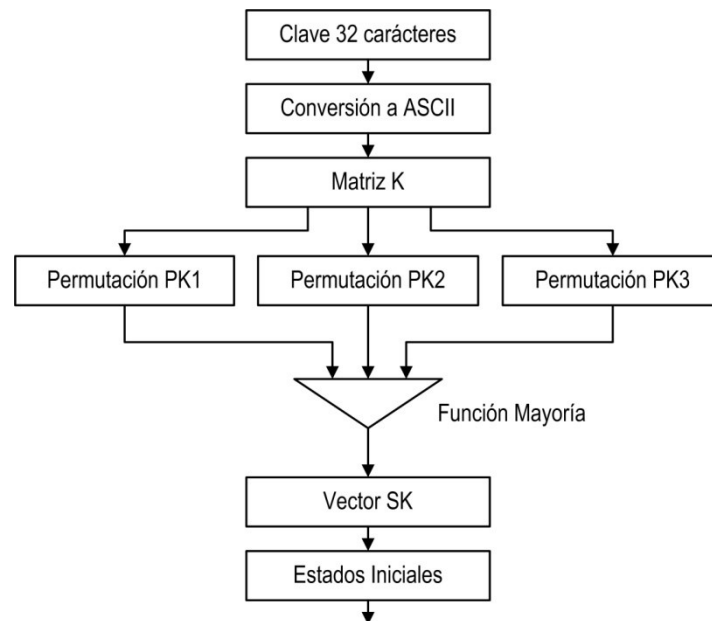 Clave 32 carácteres
Conversión a ASCII
Matriz K
Permutación PK1
Permutación PK2
Permutación PK3
Función Mayoría
Vector SK
Estados Iniciales